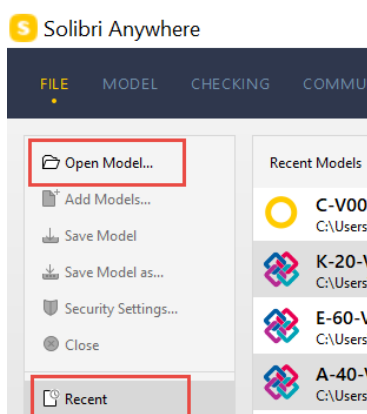 S Solibri Anywhere
FILE MODEL CHECKING COMMU
Open Model...
Add Models...
Save Model
Save Model as...
Security Settings...
Close
Recent
Recent Models
C-V00
C:\Users
K-20-V
C:\Users
E-60-V
C:\Users
A-40-V
C:\Users